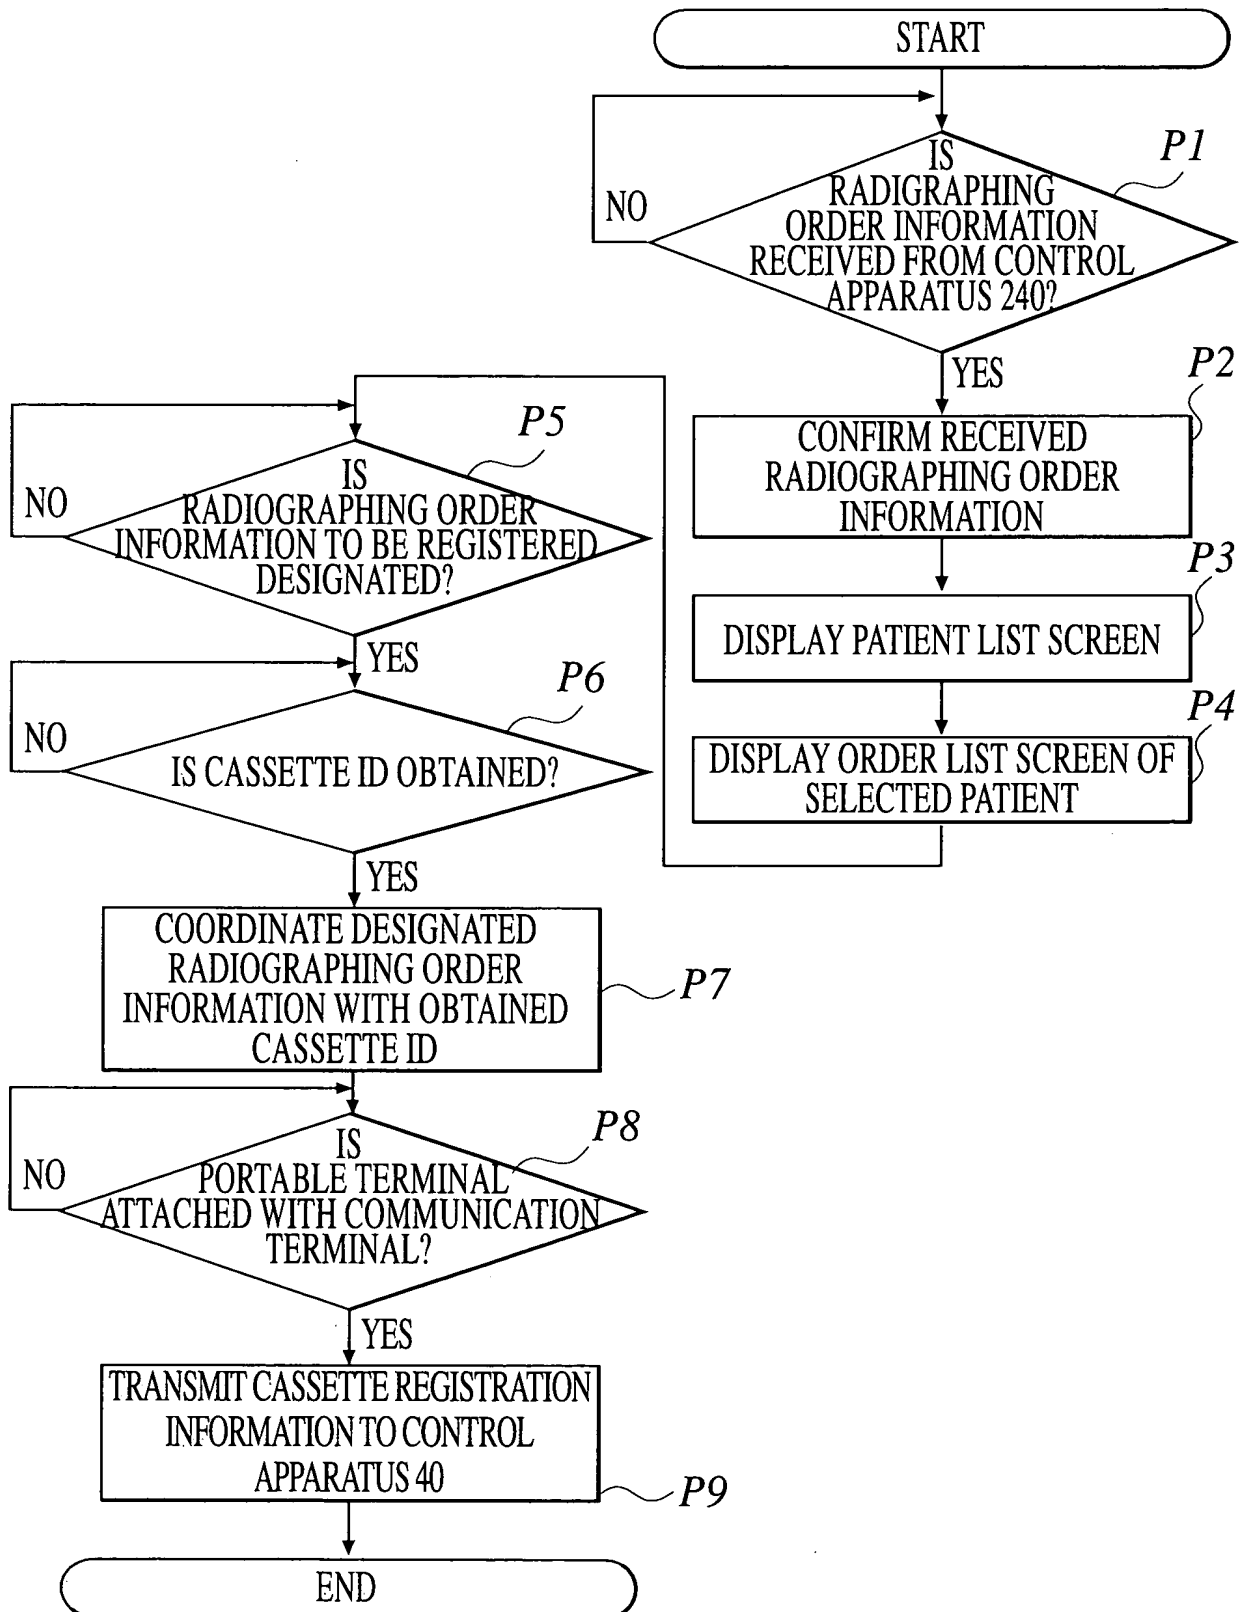 START
P1
IS
RADIGRAPHING
ORDER INFORMATION
RECEIVED FROM CONTROL
APPARATUS 240?
NO
YES
P2
CONFIRM RECEIVED
RADIOGRAPHING ORDER
INFORMATION
P3
DISPLAY PATIENT LIST SCREEN
P4
DISPLAY ORDER LIST SCREEN OF
SELECTED PATIENT
P5
IS
RADIOGRAPHING ORDER
INFORMATION TO BE REGISTERED
DESIGNATED?
NO
YES
P6
IS CASSETTE ID OBTAINED?
NO
YES
COORDINATE DESIGNATED
RADIOGRAPHING ORDER
INFORMATION WITH OBTAINED
CASSETTE ID
P7
P8
IS
PORTABLE TERMINAL
ATTACHED WITH COMMUNICATION
TERMINAL?
NO
YES
TRANSMIT CASSETTE REGISTRATION
INFORMATION TO CONTROL
APPARATUS 40
P9
END